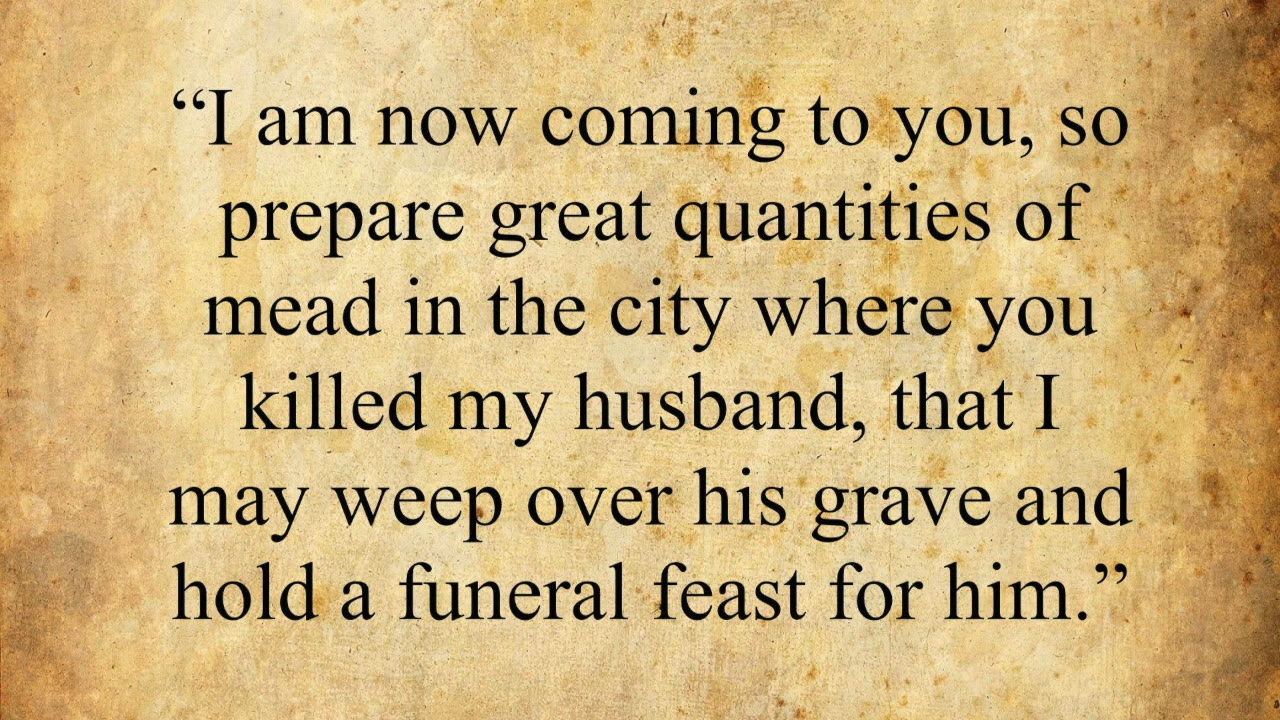 “I am now coming to you, so
prepare great quantities of
mead in the city where you
killed my husband, that I
may weep over his grave and
hold a funeral feast for him.”